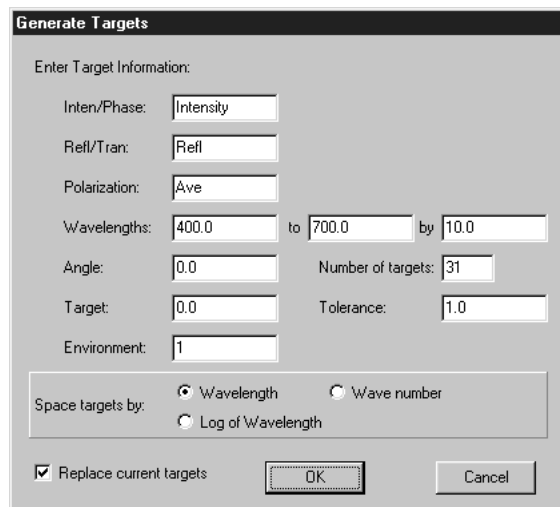 Generate Targets
Enter Target Information:
Inten/Phase: Intensity
Refl/Tran: Refl
Polarization: Ave
Wavelengths: 400.0 to 700.0 by 10.0
Angle: 0.0 Number of targets: 31
Target: 0.0 Tolerance: 1.0
Environment: 1
Space targets by: Wavelength Wave number
Log of Wavelength
Replace current targets OK Cancel